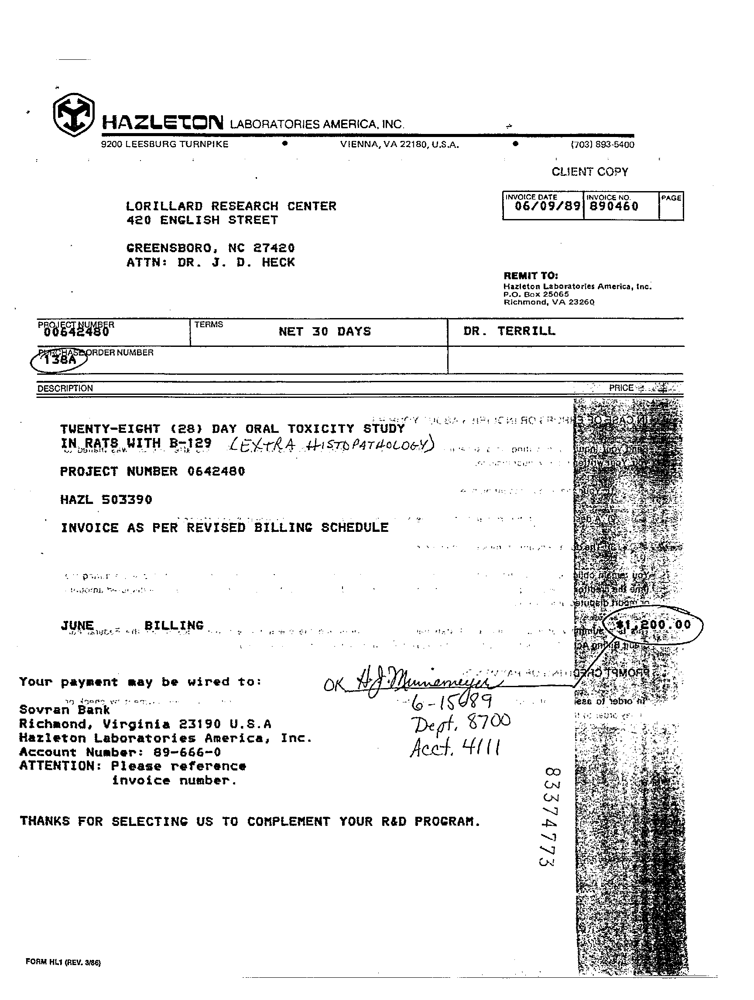 HAZLETON LABORATORIES AMERICA, INC.
9200 LEESBURG TURNPIKE • VIENNA, VA 22180, U.S.A. • (703) 893-5400
CLIENT COPY
LORILLARD RESEARCH CENTER
420 ENGLISH STREET
GREENSBORO, NC 27420
ATTN: DR. J. D. HECK
INVOICE DATE INVOICE NO. PAGE
06/09/89 890460
REMIT TO:
Hazleton Laboratories America, Inc.
P.O. Box 25065
Richmond, VA 23260
PROJECT NUMBER TERMS
00642480 NET 30 DAYS DR. TERRILL
PURCHASE ORDER NUMBER
138A
DESCRIPTION PRICE
TWENTY-EIGHT (28) DAY ORAL TOXICITY STUDY
IN RATS WITH B-129 (EXTRA HISTOPATHOLOGY)
PROJECT NUMBER 0642480
HAZL 503390
INVOICE AS PER REVISED BILLING SCHEDULE
JUNE BILLING $1,200.00
Your payment may be wired to:
OK
6-15-89
Sovran Bank
Richmond, Virginia 23190 U.S.A
Dept. 8700
Hazleton Laboratories America, Inc.
Account Number: 89-666-0
Acct. 4111
ATTENTION: Please reference
invoice number.
83374773
THANKS FOR SELECTING US TO COMPLEMENT YOUR R&D PROGRAM.
FORM HL1 (REV. 3/86)